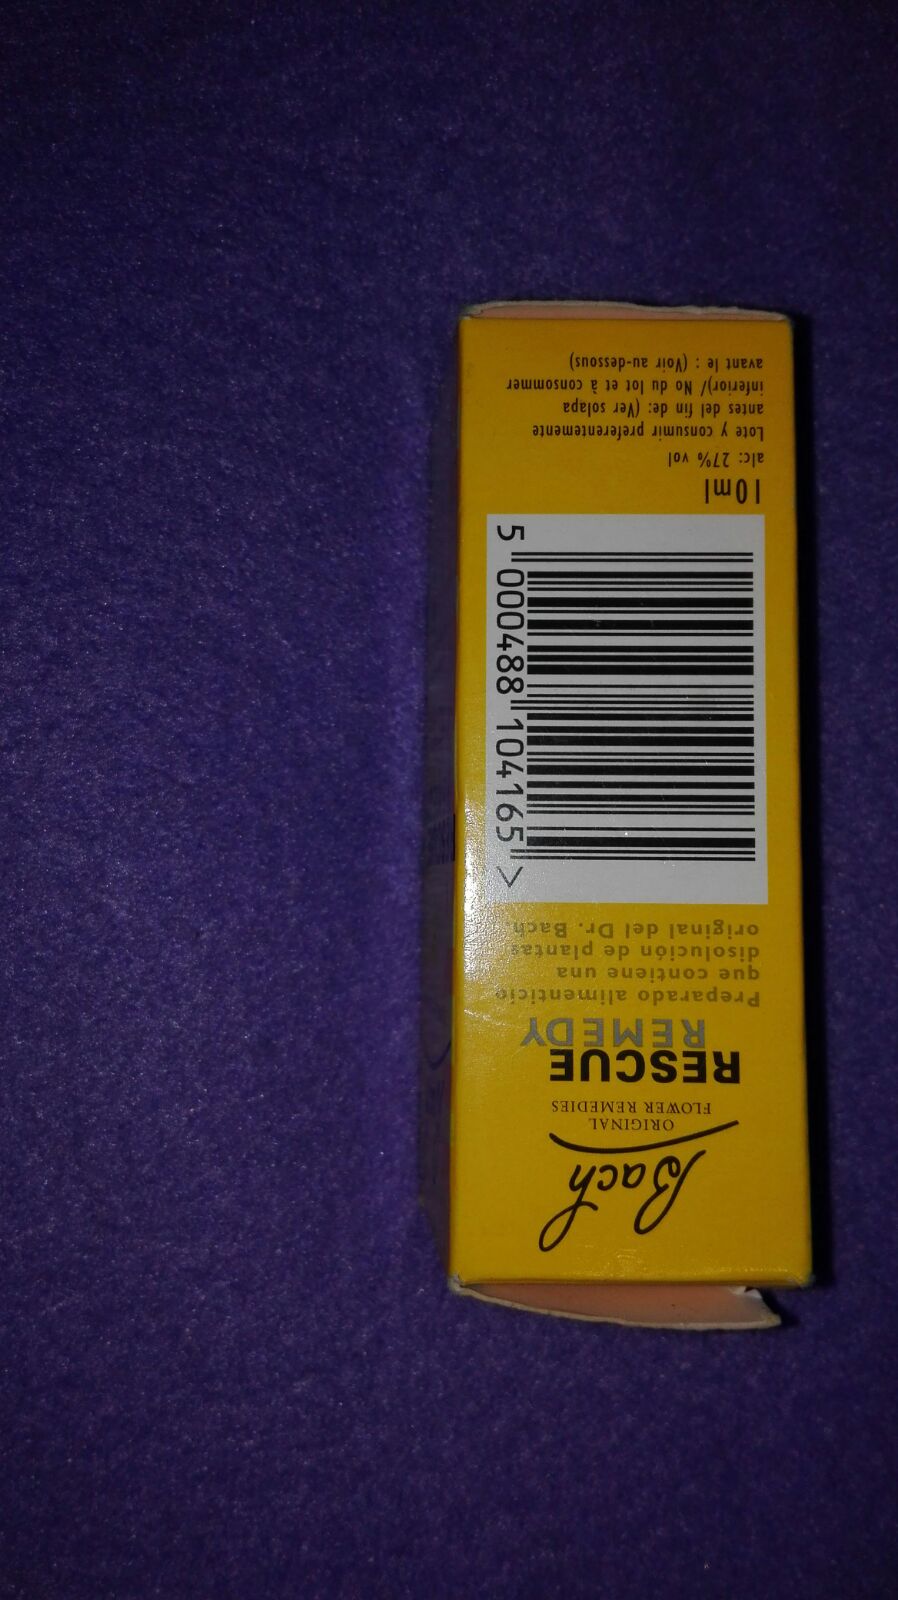 Bach
ORIGINAL
FLOWER REMEDIES
RESCUE
REMEDY
Preparado alimenticio
que contiene una
disolución de plantas
original del Dr. Bach.
5 000488 104165 >
10ml
alc: 27% vol
Lote y consumir preferentemente
antes del fin de: (Ver solapa
inferior)/ No du lot et à consommer
avant le : (Voir au-dessous)